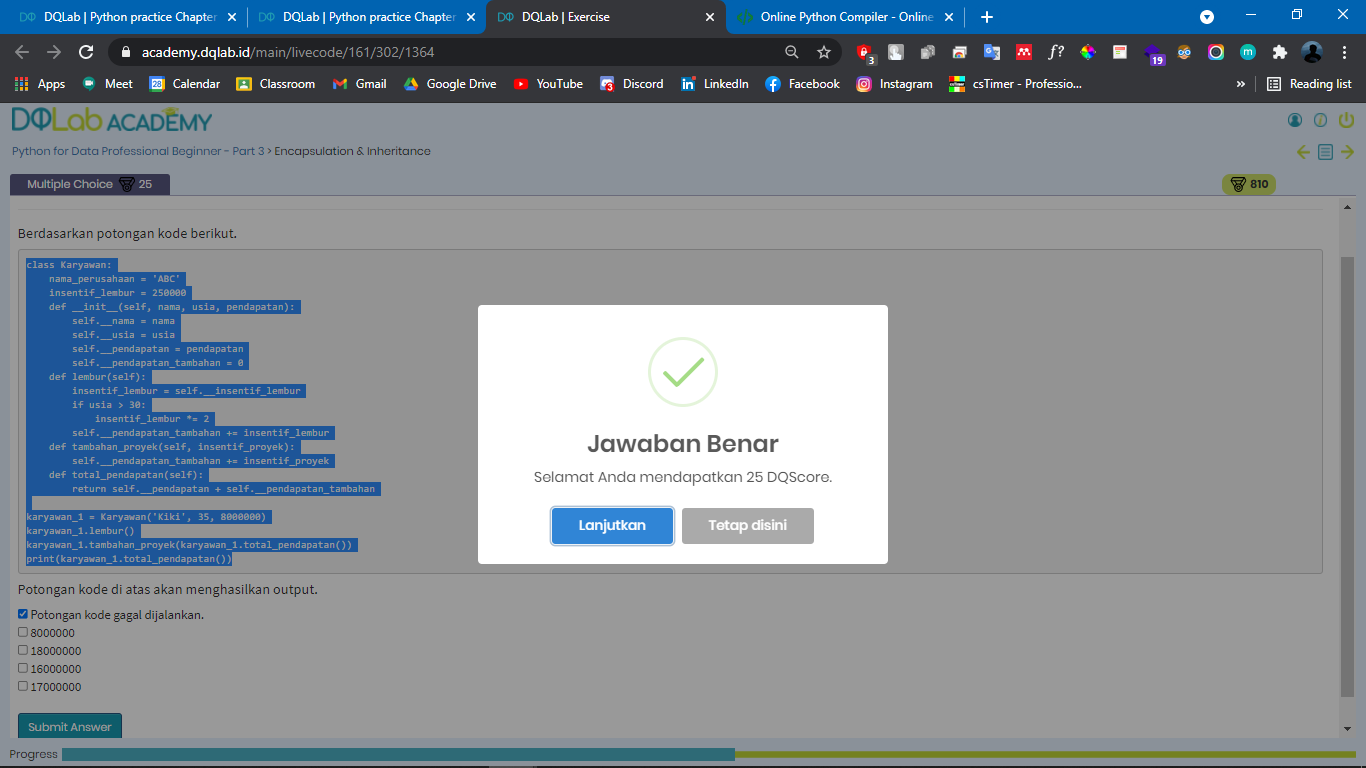 DQLab | Python practice Chapter
DQLab | Python practice Chapter
DQLab | Exercise
Online Python Compiler - Online
academy.dqlab.id/main/livecode/161/302/1364
3
19
Apps
Meet
28
Calendar
Classroom
Gmail
Google Drive
YouTube
3
Discord
LinkedIn
Facebook
Instagram
csTimer - Professio...
»
Reading list
DQLab ACADEMY
Python for Data Professional Beginner - Part 3 > Encapsulation & Inheritance
Multiple Choice 25
810
Berdasarkan potongan kode berikut.
class Karyawan:
    nama_perusahaan = 'ABC'
    insentif_lembur = 250000
    def __init__(self, nama, usia, pendapatan):
        self.__nama = nama
        self.__usia = usia
        self.__pendapatan = pendapatan
        self.__pendapatan_tambahan = 0
    def lembur(self):
        insentif_lembur = self.__insentif_lembur
        if usia > 30:
            insentif_lembur *= 2
        self.__pendapatan_tambahan += insentif_lembur
    def tambahan_proyek(self, insentif_proyek):
        self.__pendapatan_tambahan += insentif_proyek
    def total_pendapatan(self):
        return self.__pendapatan + self.__pendapatan_tambahan
karyawan_1 = Karyawan('Kiki', 35, 8000000)
karyawan_1.lembur()
karyawan_1.tambahan_proyek(karyawan_1.total_pendapatan())
print(karyawan_1.total_pendapatan())
Jawaban Benar
Selamat Anda mendapatkan 25 DQScore.
Lanjutkan
Tetap disini
Potongan kode di atas akan menghasilkan output.
Potongan kode gagal dijalankan.
8000000
18000000
16000000
17000000
Submit Answer
Progress